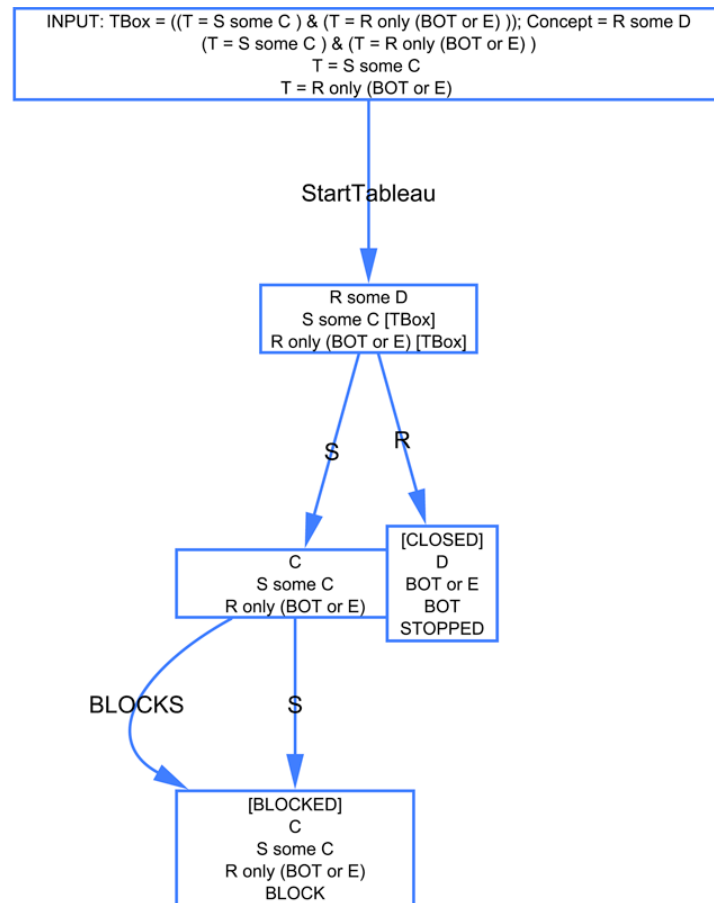 INPUT: TBox = ((T = S some C ) & (T = R only (BOT or E) )); Concept = R some D
(T = S some C ) & (T = R only (BOT or E) )
T = S some C
T = R only (BOT or E)
StartTableau
R some D
S some C [TBox]
R only (BOT or E) [TBox]
S
R
C
S some C
R only (BOT or E)
[CLOSED]
D
BOT or E
BOT
STOPPED
BLOCKS
S
[BLOCKED]
C
S some C
R only (BOT or E)
BLOCK